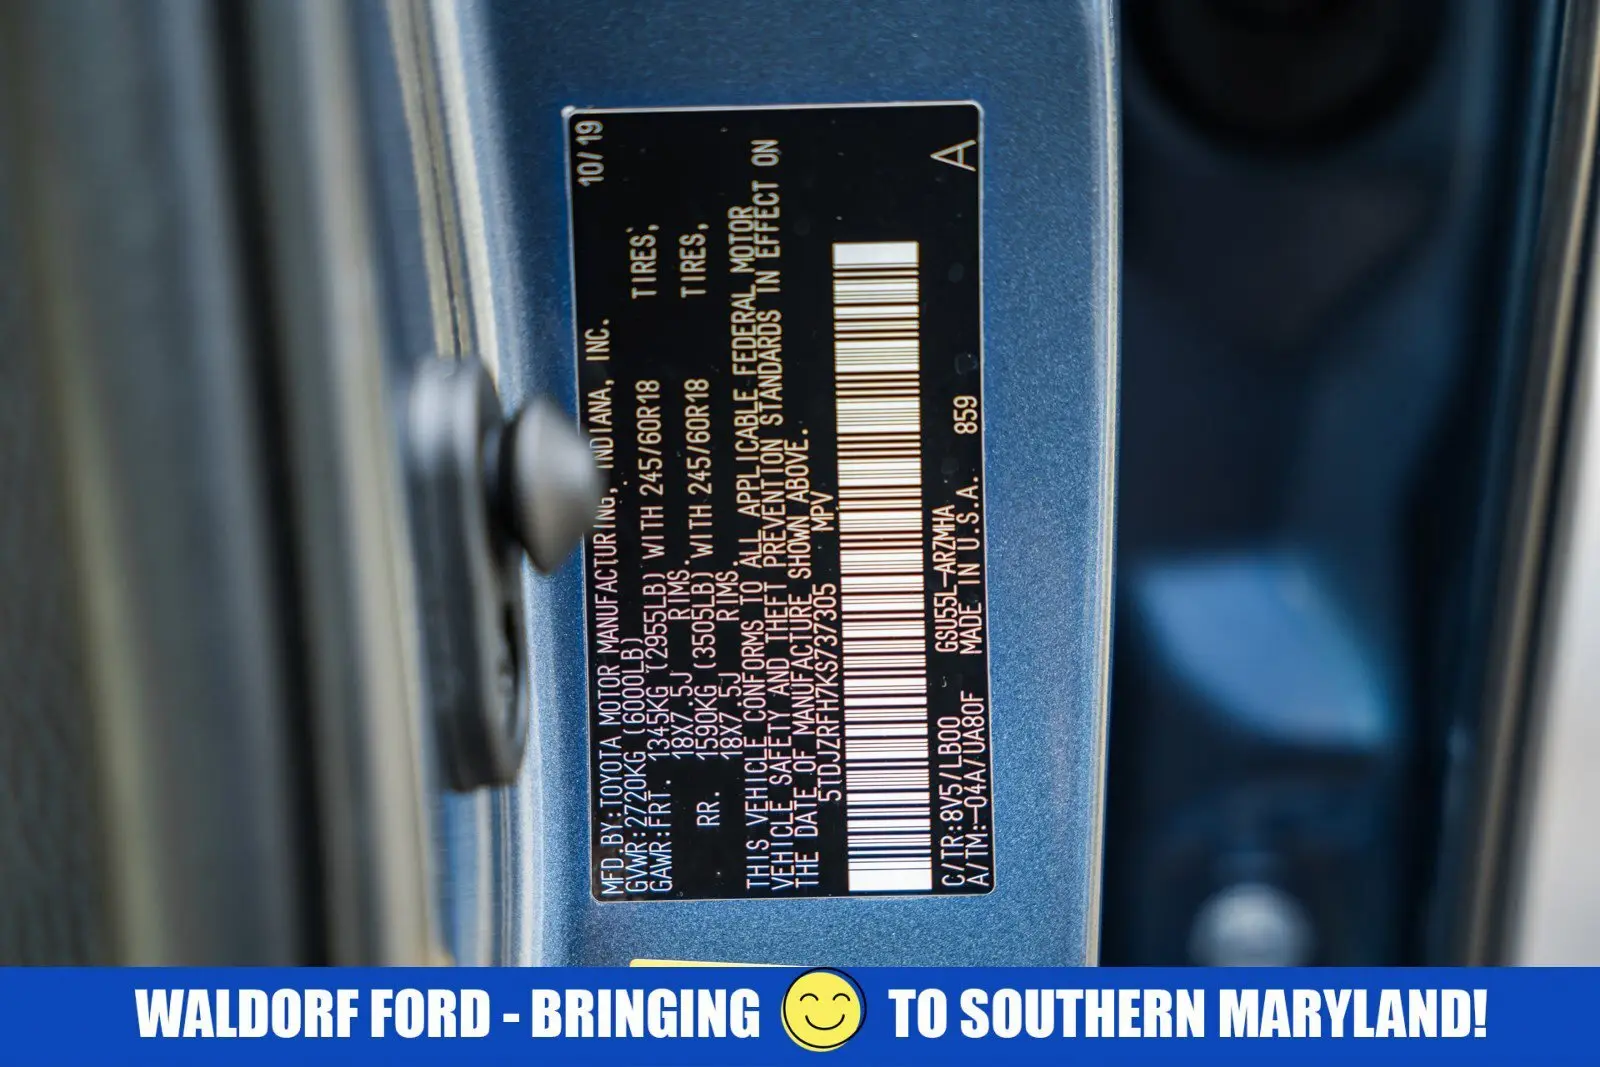 MFD.BY:TOYOTA MOTOR MANUFACTURING, INDIANA, INC. 10/19
GVWR:2720KG (6000LB)
GAWR:FRT. 1345KG (2955LB) WITH 245/60R18 TIRES,
18X7.5J RIMS.
RR. 1590KG (3505LB) WITH 245/60R18 TIRES,
18X7.5J RIMS.
THIS VEHICLE CONFORMS TO ALL APPLICABLE FEDERAL MOTOR
VEHICLE SAFETY AND THEFT PREVENTION STANDARDS IN EFFECT ON
THE DATE OF MANUFACTURE SHOWN ABOVE.
5TDJZRFH7KS737305 MPV
C/TR:8V5/LB00 GSU55L-ARZMHA
A/TM:-04A/UA80F MADE IN U.S.A. 859 A
WALDORF FORD - BRINGING TO SOUTHERN MARYLAND!